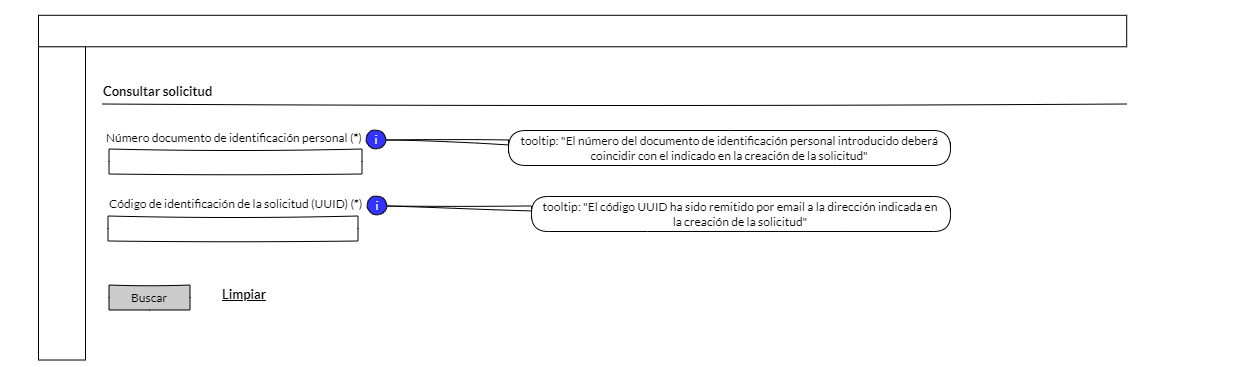 Consultar solicitud
Número documento de identificación personal (*) i
tooltip: "El número del documento de identificación personal introducido deberá
coincidir con el indicado en la creación de la solicitud"
Código de identificación de la solicitud (UUID) (*) i
tooltip: "El código UUID ha sido remitido por email a la dirección indicada en
la creación de la solicitud"
Buscar
Limpiar